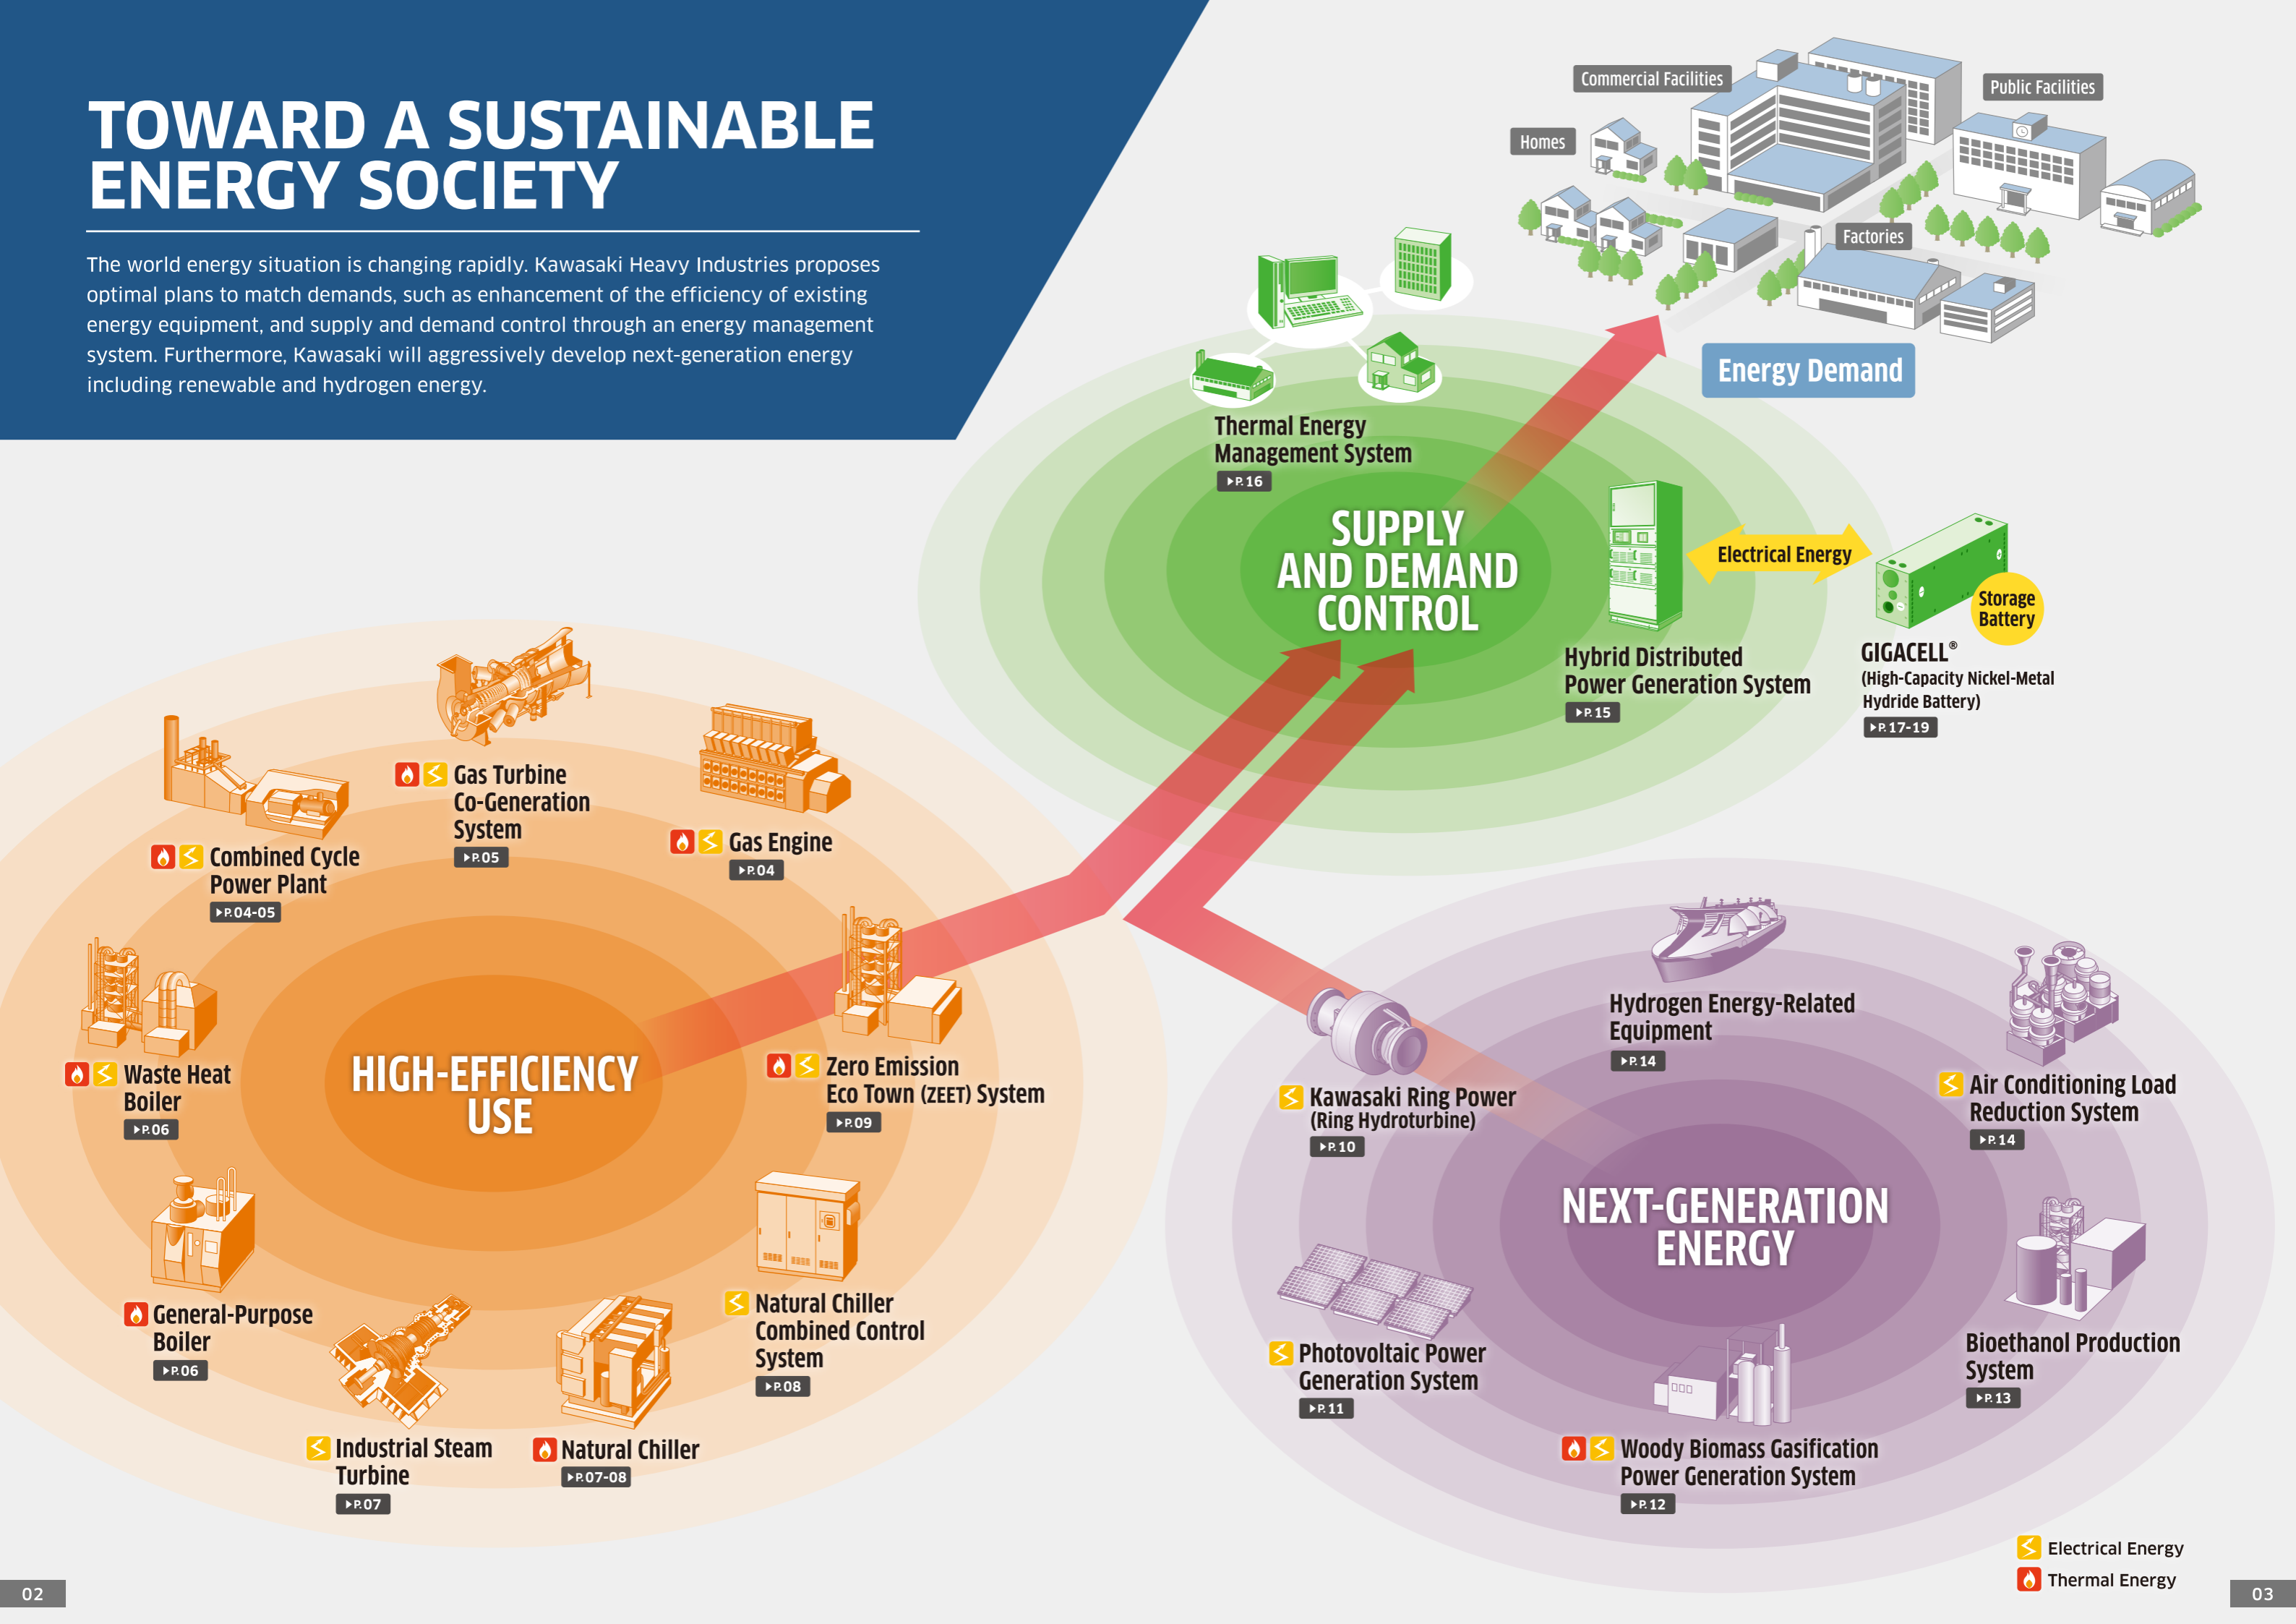 TOWARD A SUSTAINABLE
ENERGY SOCIETY
The world energy situation is changing rapidly. Kawasaki Heavy Industries proposes
optimal plans to match demands, such as enhancement of the efficiency of existing
energy equipment, and supply and demand control through an energy management
system. Furthermore, Kawasaki will aggressively develop next-generation energy
including renewable and hydrogen energy.
Commercial Facilities
Public Facilities
Homes
Factories
Energy Demand
Thermal Energy
Management System
▶P.16
SUPPLY
AND DEMAND
CONTROL
Electrical Energy
Storage
Battery
Hybrid Distributed
Power Generation System
▶P.15
GIGACELL®
(High-Capacity Nickel-Metal
Hydride Battery)
▶P.17-19
Gas Turbine
Co-Generation
System
▶P.05
Gas Engine
▶P.04
Combined Cycle
Power Plant
▶P.04-05
Waste Heat
Boiler
▶P.06
HIGH-EFFICIENCY
USE
Zero Emission
Eco Town (ZEET) System
▶P.09
General-Purpose
Boiler
▶P.06
Natural Chiller
Combined Control
System
▶P.08
Industrial Steam
Turbine
▶P.07
Natural Chiller
▶P.07-08
Hydrogen Energy-Related
Equipment
▶P.14
Kawasaki Ring Power
(Ring Hydroturbine)
▶P.10
Air Conditioning Load
Reduction System
▶P.14
NEXT-GENERATION
ENERGY
Photovoltaic Power
Generation System
▶P.11
Bioethanol Production
System
▶P.13
Woody Biomass Gasification
Power Generation System
▶P.12
Electrical Energy
Thermal Energy
02
03